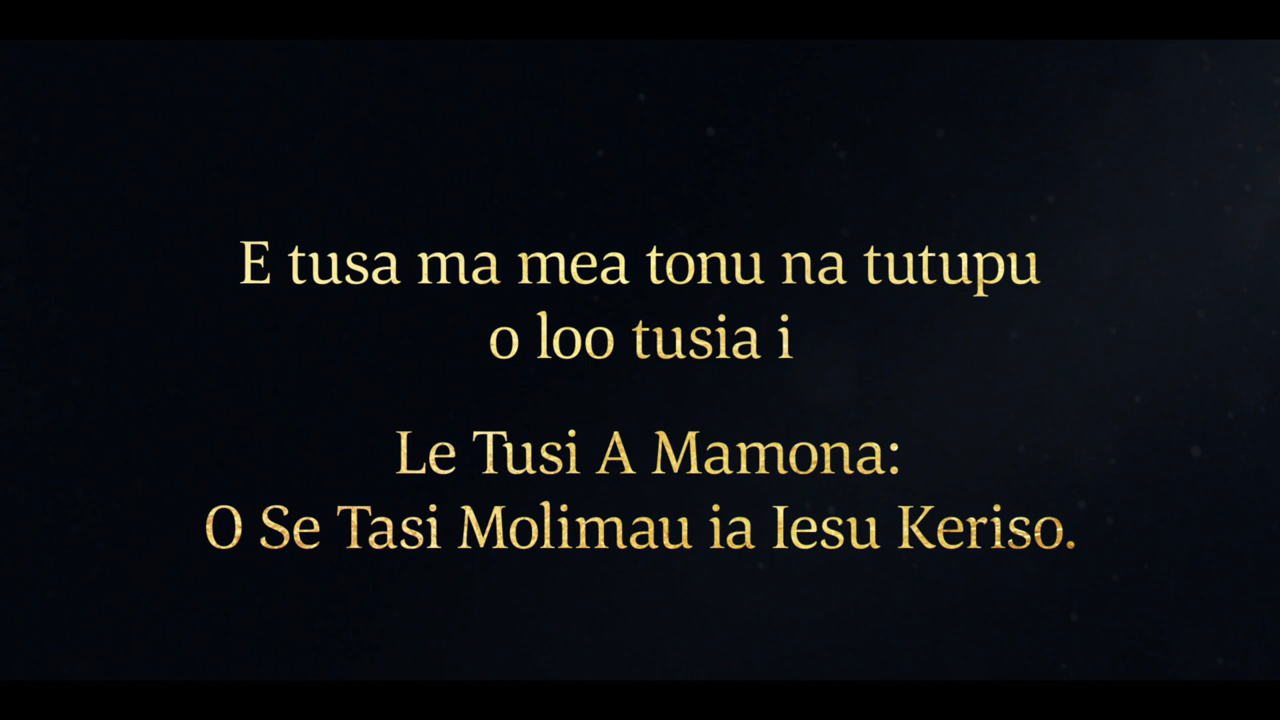 E tusa ma mea tonu na tutupu
o loo tusia i
Le Tusi A Mamona:
O Se Tasi Molimau ia Iesu Keriso.